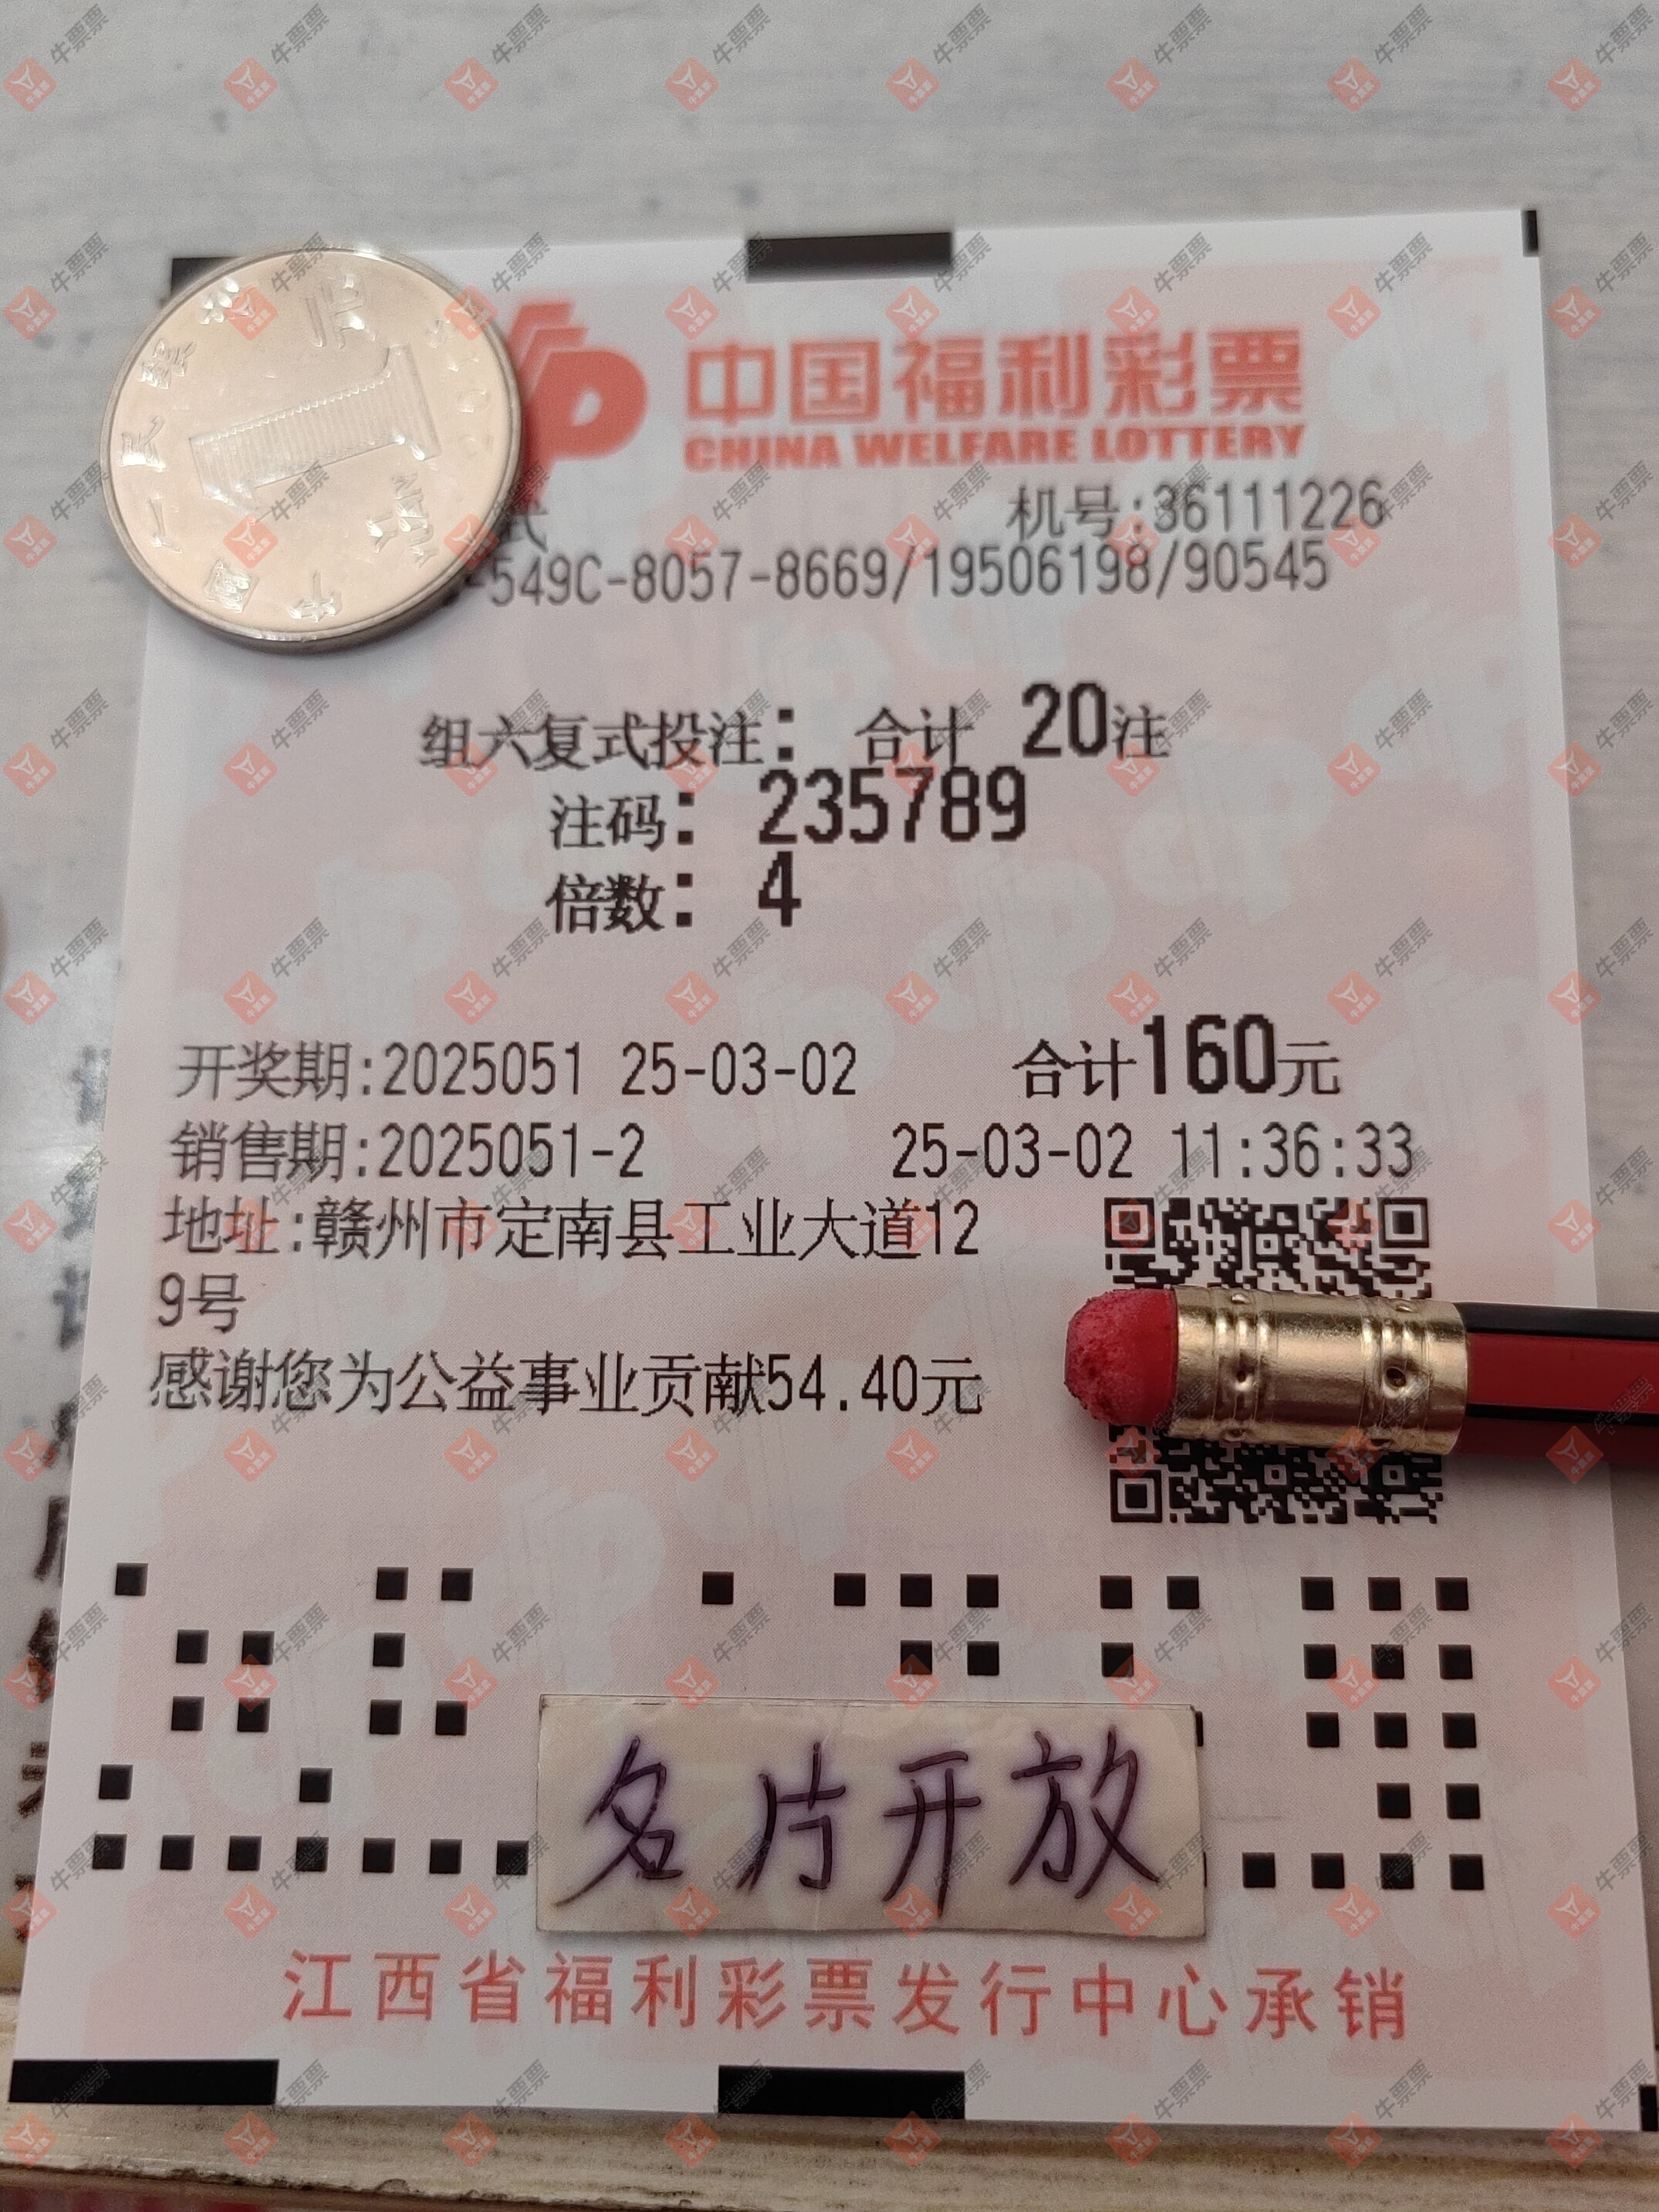 中国福利彩票
CHINA WELFARE LOTTERY
式 机号:36111226
-549C-8057-8669/19506198/90545
组六复式投注: 合计 20注
注码: 235789
倍数: 4
开奖期:2025051 25-03-02 合计160元
销售期:2025051-2 25-03-02 11:36:33
地址:赣州市定南县工业大道12
9号
感谢您为公益事业贡献54.40元
名片开放
江西省福利彩票发行中心承销
牛票票